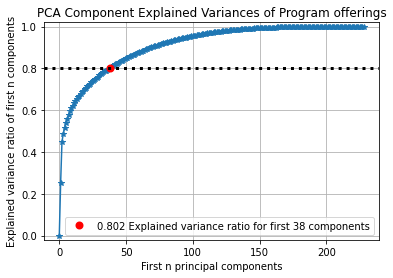 PCA Component Explained Variances of Program offerings
Explained variance ratio of first n components
1.0
0.8
0.6
0.4
0.2
0.0
0.802 Explained variance ratio for first 38 components
0 50 100 150 200
First n principal components